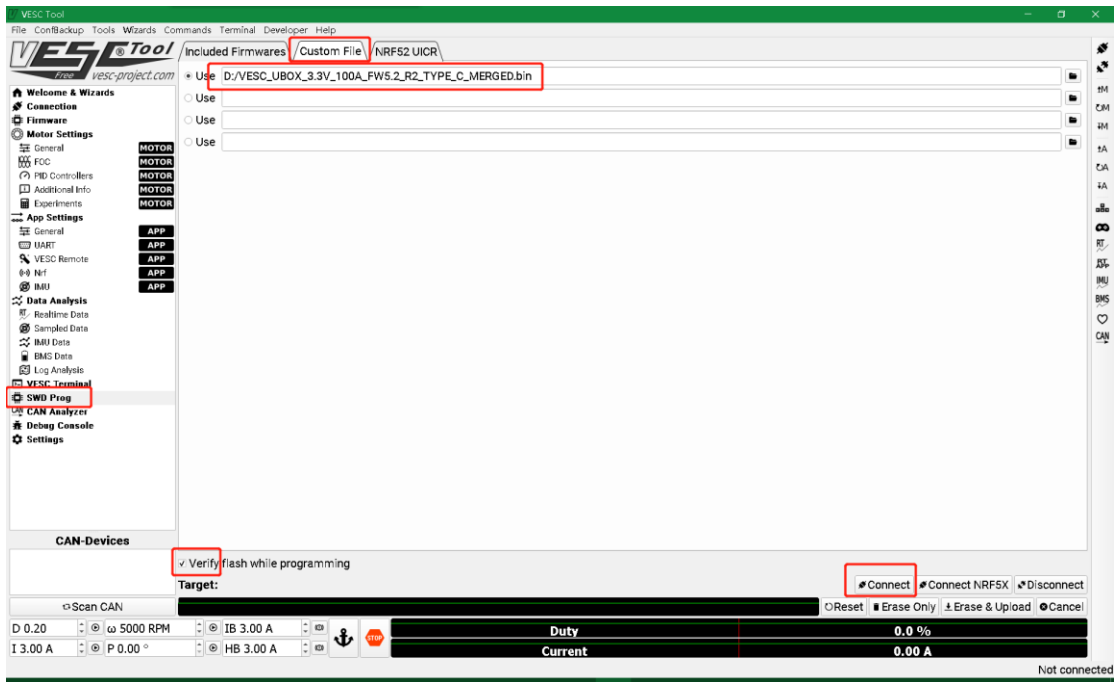 VESC Tool
File ConfBackup Tools Wizards Commands Terminal Developer Help
VESC® Tool
Free vesc-project.com
Included Firmwares Custom File NRF52 UICR
Use D:/VESC_UBOX_3.3V_100A_FW5.2_R2_TYPE_C_MERGED.bin
Use
Use
Use
Welcome & Wizards
Connection
Firmware
Motor Settings
General MOTOR
FOC MOTOR
PID Controllers MOTOR
Additional Info MOTOR
Experiments MOTOR
App Settings
General APP
UART APP
VESC Remote APP
Nrf APP
IMU APP
Data Analysis
Realtime Data
Sampled Data
IMU Data
BMS Data
Log Analysis
VESC Terminal
SWD Prog
CAN Analyzer
Debug Console
Settings
M
M
M
A
A
A
RT
RT
APP
IMU
BMS
CAN
CAN-Devices
Scan CAN
Verify flash while programming
Target:
Connect Connect NRF5X Disconnect
Reset Erase Only Erase & Upload Cancel
D 0.20 ω 5000 RPM IB 3.00 A
I 3.00 A P 0.00 ° HB 3.00 A
STOP
Duty 0.0 %
Current 0.00 A
Not connected